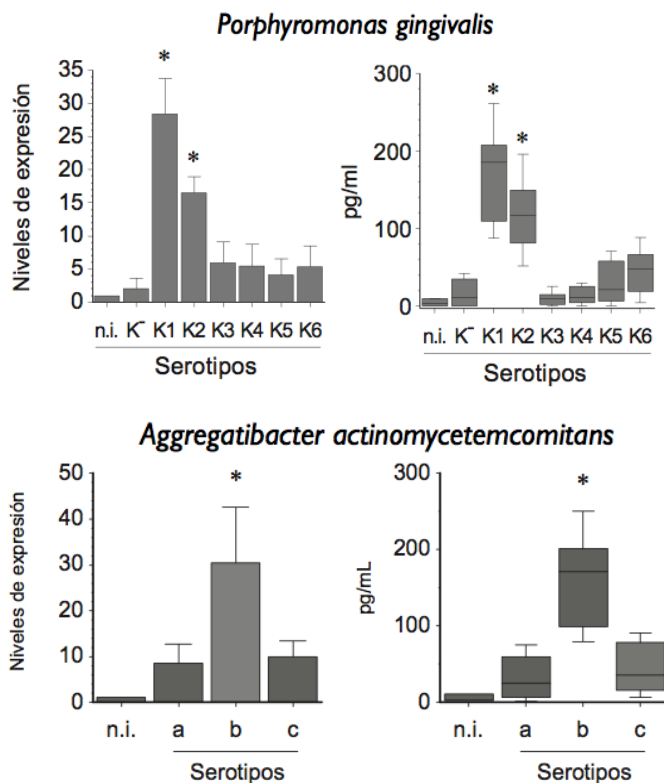 Porphyromonas gingivalis
Niveles de expresión
35
30
25
20
15
10
5
0
*
*
n.i. K⁻ K1 K2 K3 K4 K5 K6
Serotipos
pg/ml
300
200
100
0
*
*
n.i. K⁻ K1 K2 K3 K4 K5 K6
Serotipos
Aggregatibacter actinomycetemcomitans
Niveles de expresión
50
40
30
20
10
0
*
n.i. a b c
Serotipos
pg/mL
300
200
100
0
*
n.i. a b c
Serotipos